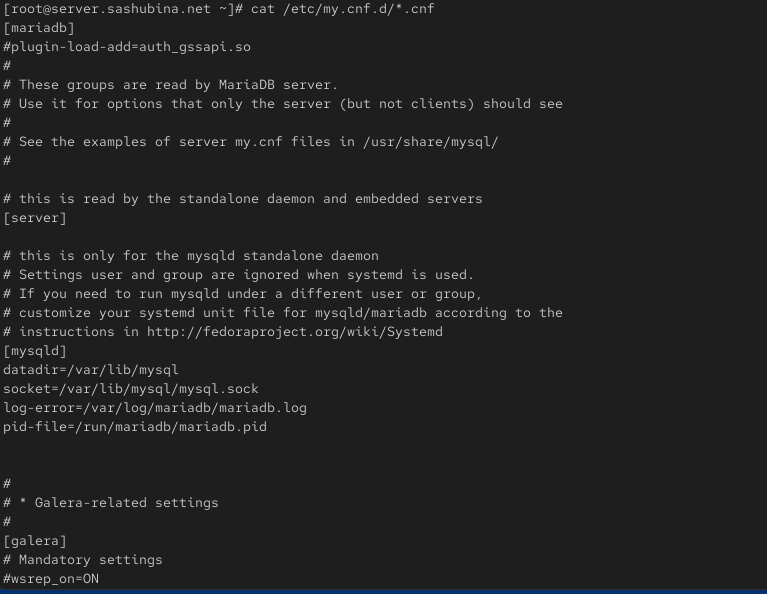 [root@server.sashubina.net ~]# cat /etc/my.cnf.d/*.cnf
[mariadb]
#plugin-load-add=auth_gssapi.so
#
# These groups are read by MariaDB server.
# Use it for options that only the server (but not clients) should see
#
# See the examples of server my.cnf files in /usr/share/mysql/
#
# this is read by the standalone daemon and embedded servers
[server]
# this is only for the mysqld standalone daemon
# Settings user and group are ignored when systemd is used.
# If you need to run mysqld under a different user or group,
# customize your systemd unit file for mysqld/mariadb according to the
# instructions in http://fedoraproject.org/wiki/Systemd
[mysqld]
datadir=/var/lib/mysql
socket=/var/lib/mysql/mysql.sock
log-error=/var/log/mariadb/mariadb.log
pid-file=/run/mariadb/mariadb.pid
#
# * Galera-related settings
#
[galera]
# Mandatory settings
#wsrep_on=ON